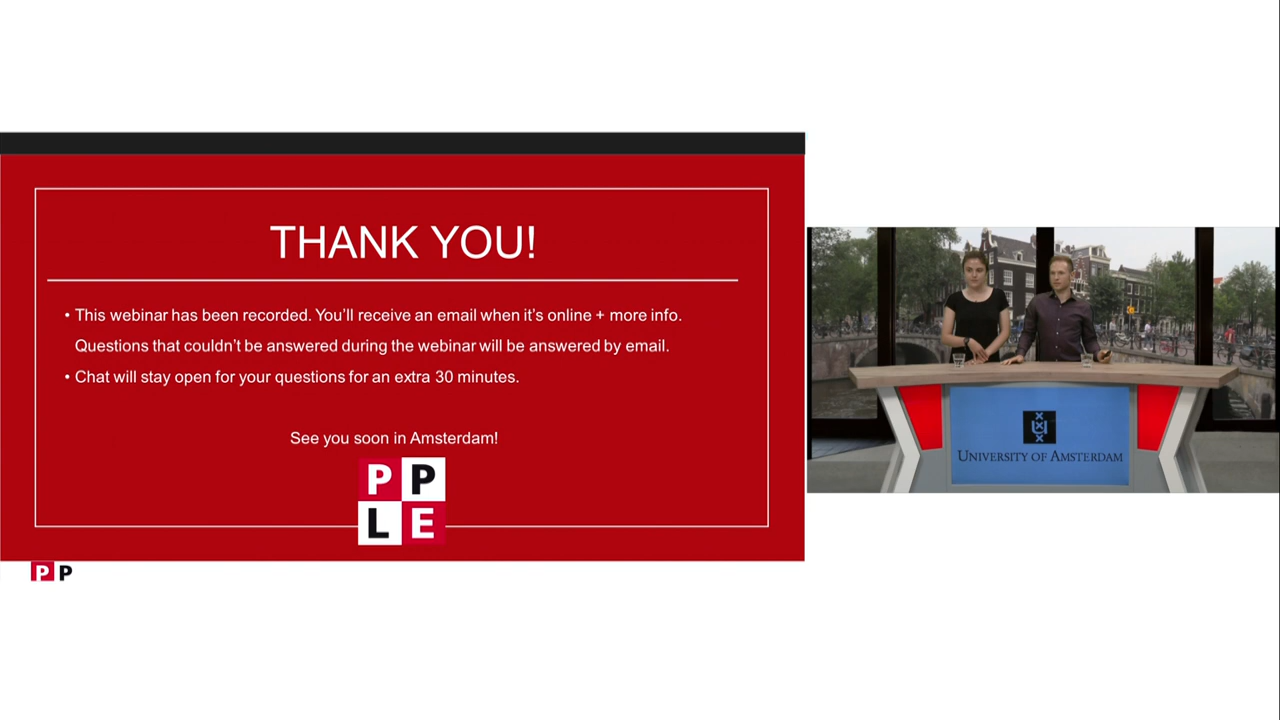 THANK YOU!
• This webinar has been recorded. You’ll receive an email when it’s online + more info.
Questions that couldn’t be answered during the webinar will be answered by email.
• Chat will stay open for your questions for an extra 30 minutes.
See you soon in Amsterdam!
P P
L E
P P
UNIVERSITY OF AMSTERDAM